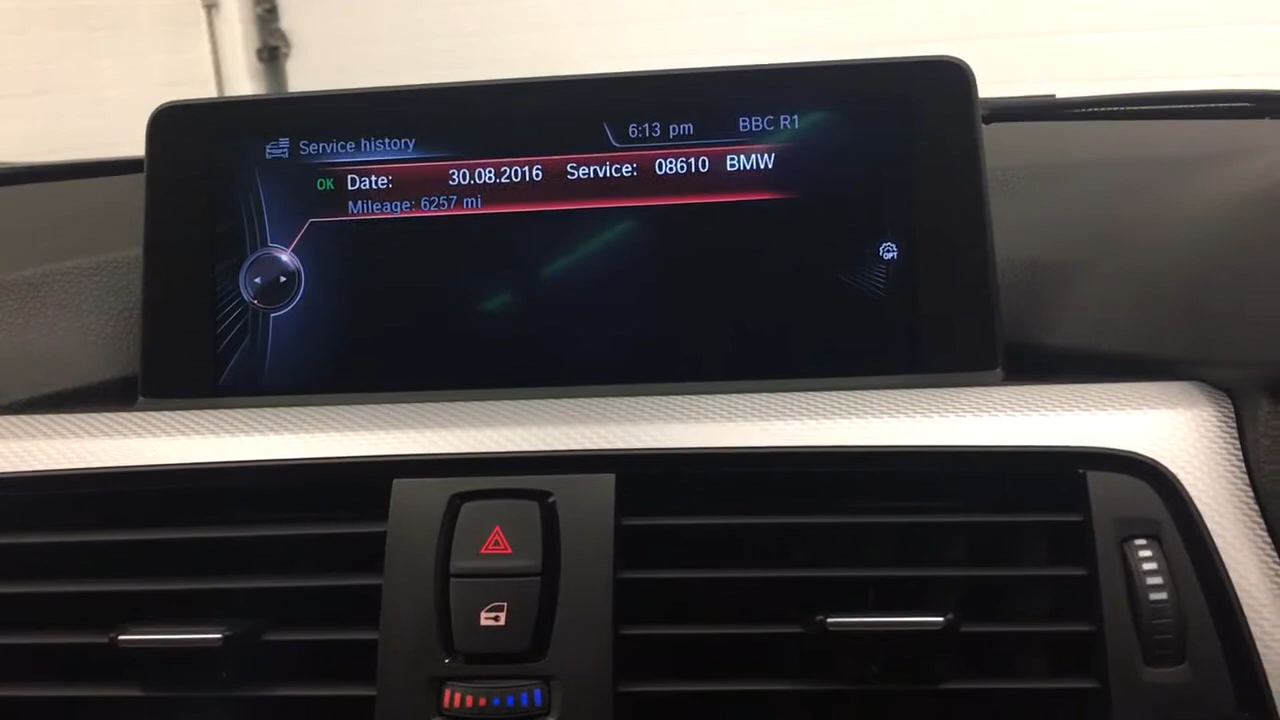 Service history
6:13 pm
BBC R1
OK Date: 30.08.2016 Service: 08610 BMW
Mileage: 6257 mi
OPT